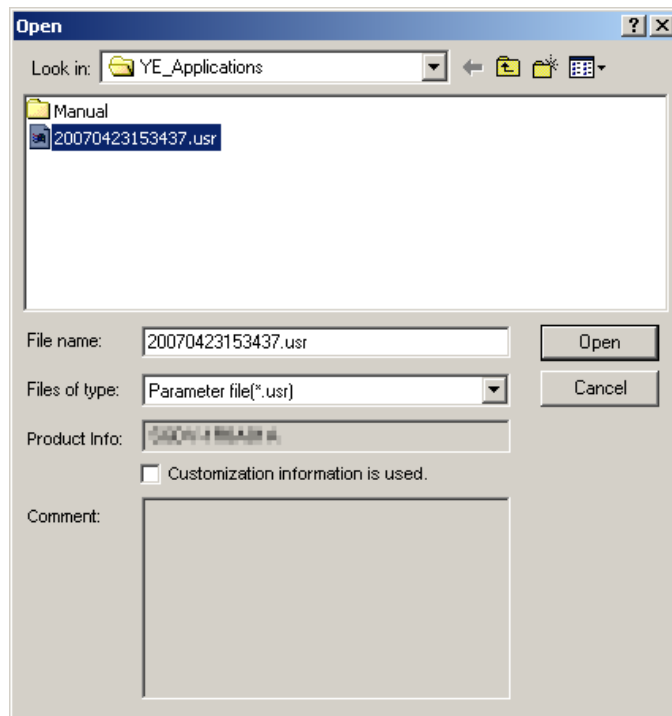 Open
Look in: YE_Applications
Manual
20070423153437.usr
File name: 20070423153437.usr Open
Files of type: Parameter file(*.usr) Cancel
Product Info:
Customization information is used.
Comment: